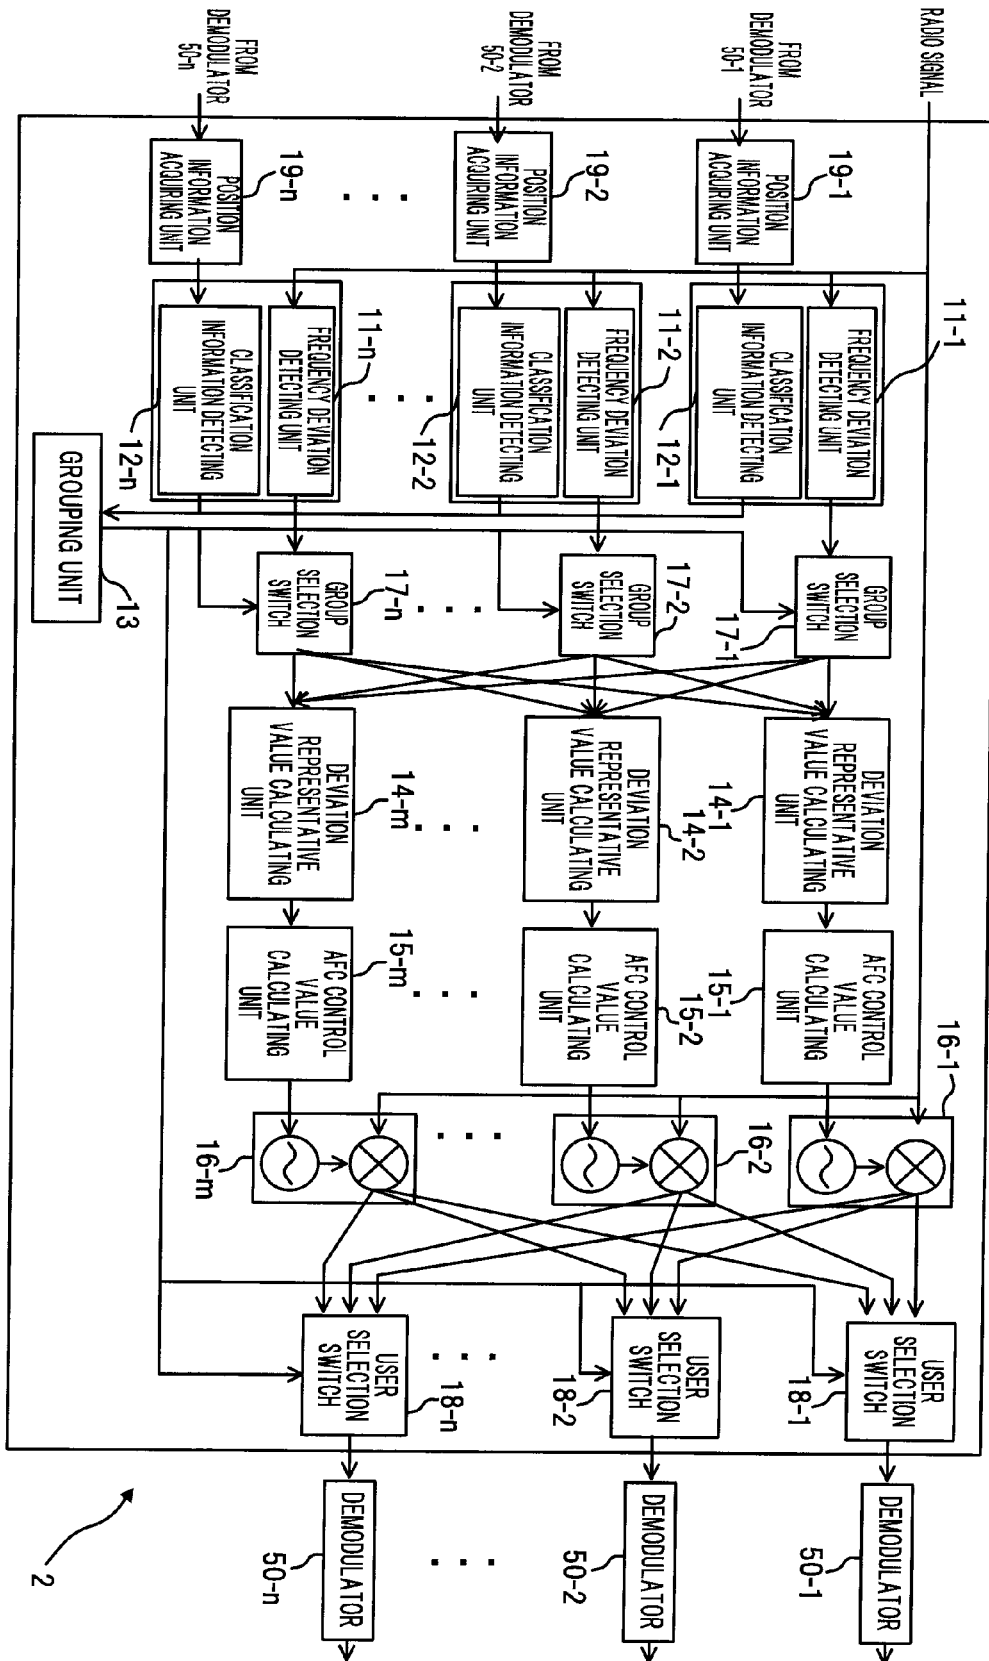 RADIO SIGNAL
FROM
DEMODULATOR
50-1
FROM
DEMODULATOR
50-2
FROM
DEMODULATOR
50-n
POSITION
INFORMATION
ACQUIRING UNIT
19-1
POSITION
INFORMATION
ACQUIRING UNIT
19-2
. . .
POSITION
INFORMATION
ACQUIRING UNIT
19-n
11-1
FREQUENCY DEVIATION
DETECTING UNIT
CLASSIFICATION
INFORMATION DETECTING
UNIT
12-1
11-2
FREQUENCY DEVIATION
DETECTING UNIT
CLASSIFICATION
INFORMATION DETECTING
UNIT
12-2
. . .
11-n
FREQUENCY DEVIATION
DETECTING UNIT
CLASSIFICATION
INFORMATION DETECTING
UNIT
12-n
GROUPING UNIT
13
GROUP
SELECTION
SWITCH
17-1
GROUP
SELECTION
SWITCH
17-2
. . .
GROUP
SELECTION
SWITCH
17-n
DEVIATION
REPRESENTATIVE
VALUE CALCULATING
UNIT
14-1
DEVIATION
REPRESENTATIVE
VALUE CALCULATING
UNIT
14-2
. . .
DEVIATION
REPRESENTATIVE
VALUE CALCULATING
UNIT
14-m
AFC CONTROL
VALUE
CALCULATING
UNIT
15-1
AFC CONTROL
VALUE
CALCULATING
UNIT
15-2
. . .
AFC CONTROL
VALUE
CALCULATING
UNIT
15-m
16-1
16-2
. . .
16-m
USER
SELECTION
SWITCH
18-1
USER
SELECTION
SWITCH
18-2
. . .
USER
SELECTION
SWITCH
18-n
DEMODULATOR
50-1
DEMODULATOR
50-2
. . .
DEMODULATOR
50-n
2